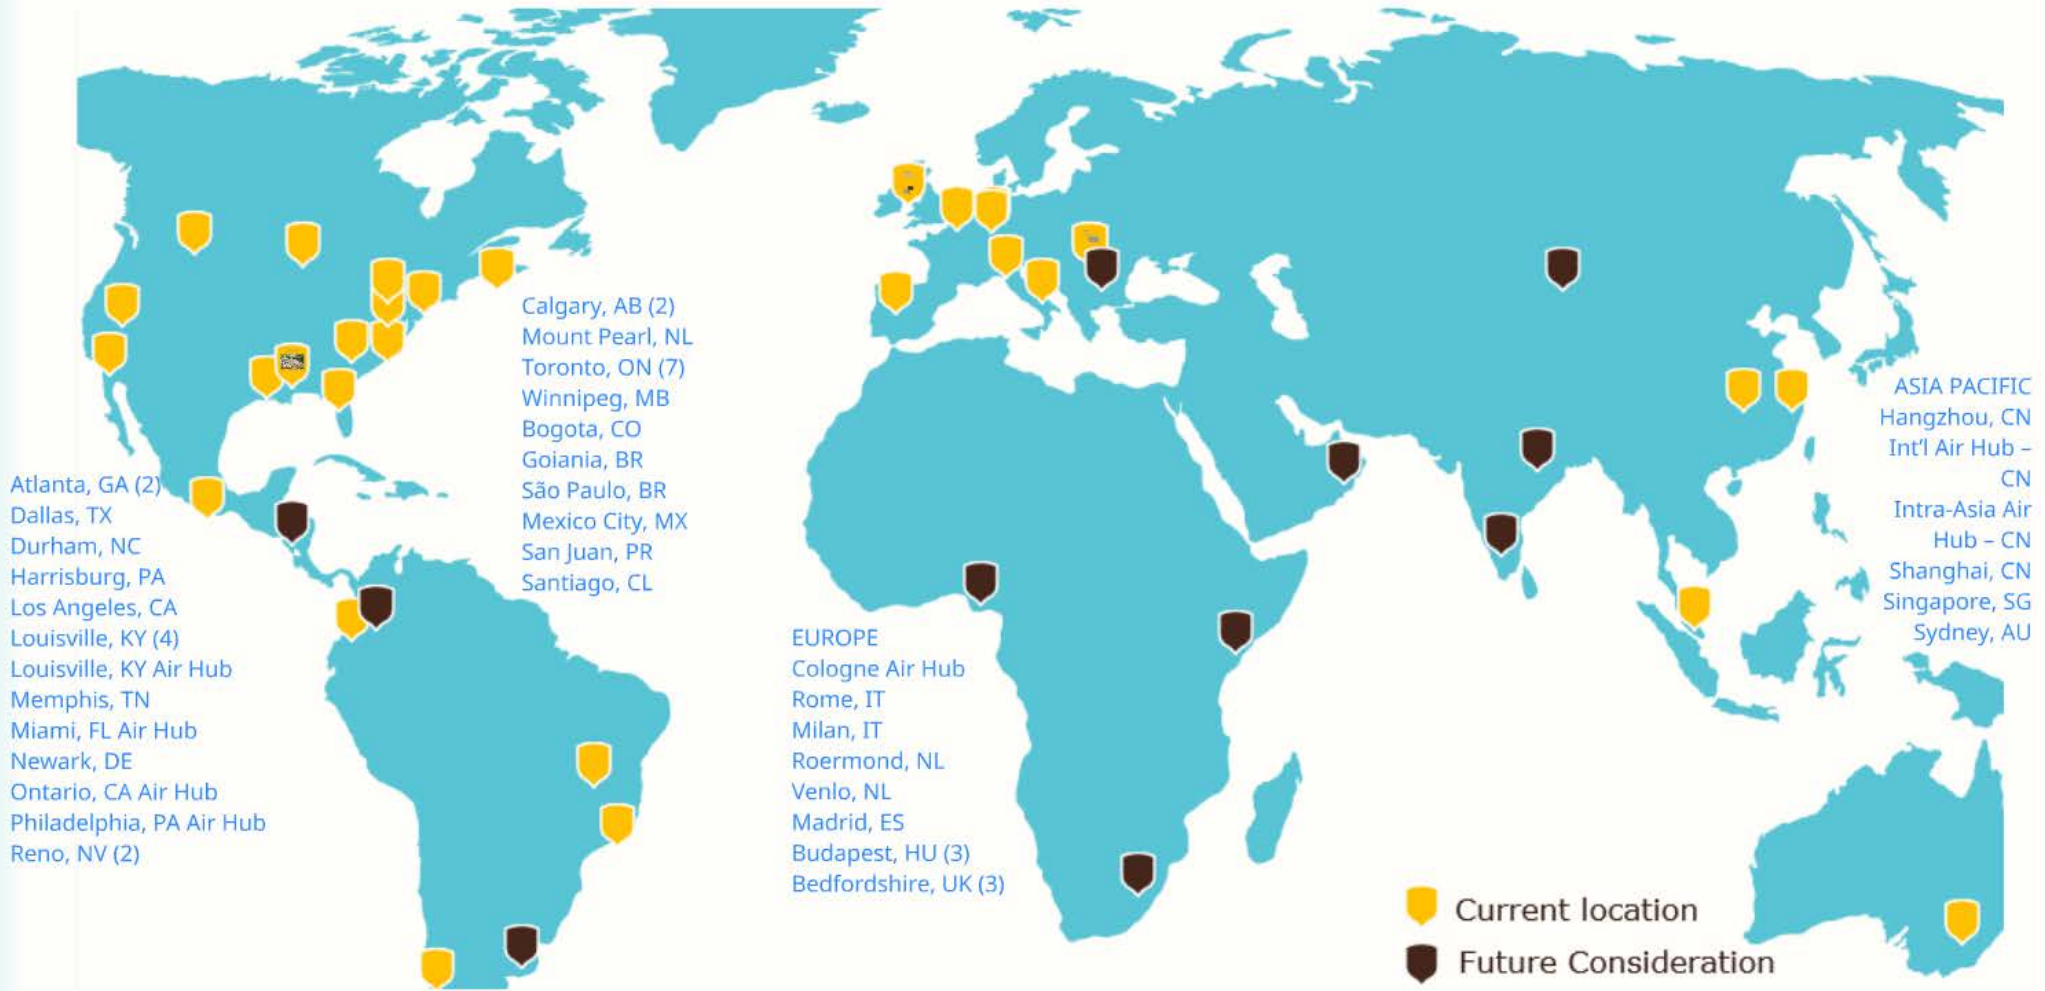 Calgary, AB (2)
Mount Pearl, NL
Toronto, ON (7)
Winnipeg, MB
Bogota, CO
Goiania, BR
São Paulo, BR
Mexico City, MX
San Juan, PR
Santiago, CL
Atlanta, GA (2)
Dallas, TX
Durham, NC
Harrisburg, PA
Los Angeles, CA
Louisville, KY (4)
Louisville, KY Air Hub
Memphis, TN
Miami, FL Air Hub
Newark, DE
Ontario, CA Air Hub
Philadelphia, PA Air Hub
Reno, NV (2)
EUROPE
Cologne Air Hub
Rome, IT
Milan, IT
Roermond, NL
Venlo, NL
Madrid, ES
Budapest, HU (3)
Bedfordshire, UK (3)
ASIA PACIFIC
Hangzhou, CN
Int'l Air Hub –
CN
Intra-Asia Air
Hub – CN
Shanghai, CN
Singapore, SG
Sydney, AU
Current location
Future Consideration